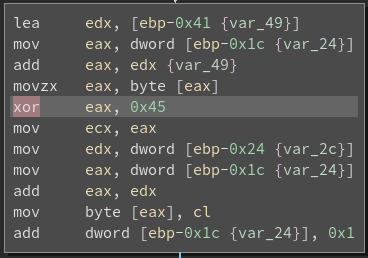 lea     edx, [ebp-0x41 {var_49}]
mov     eax, dword [ebp-0x1c {var_24}]
add     eax, edx {var_49}
movzx   eax, byte [eax]
xor     eax, 0x45
mov     ecx, eax
mov     edx, dword [ebp-0x24 {var_2c}]
mov     eax, dword [ebp-0x1c {var_24}]
add     eax, edx
mov     byte [eax], cl
add     dword [ebp-0x1c {var_24}], 0x1